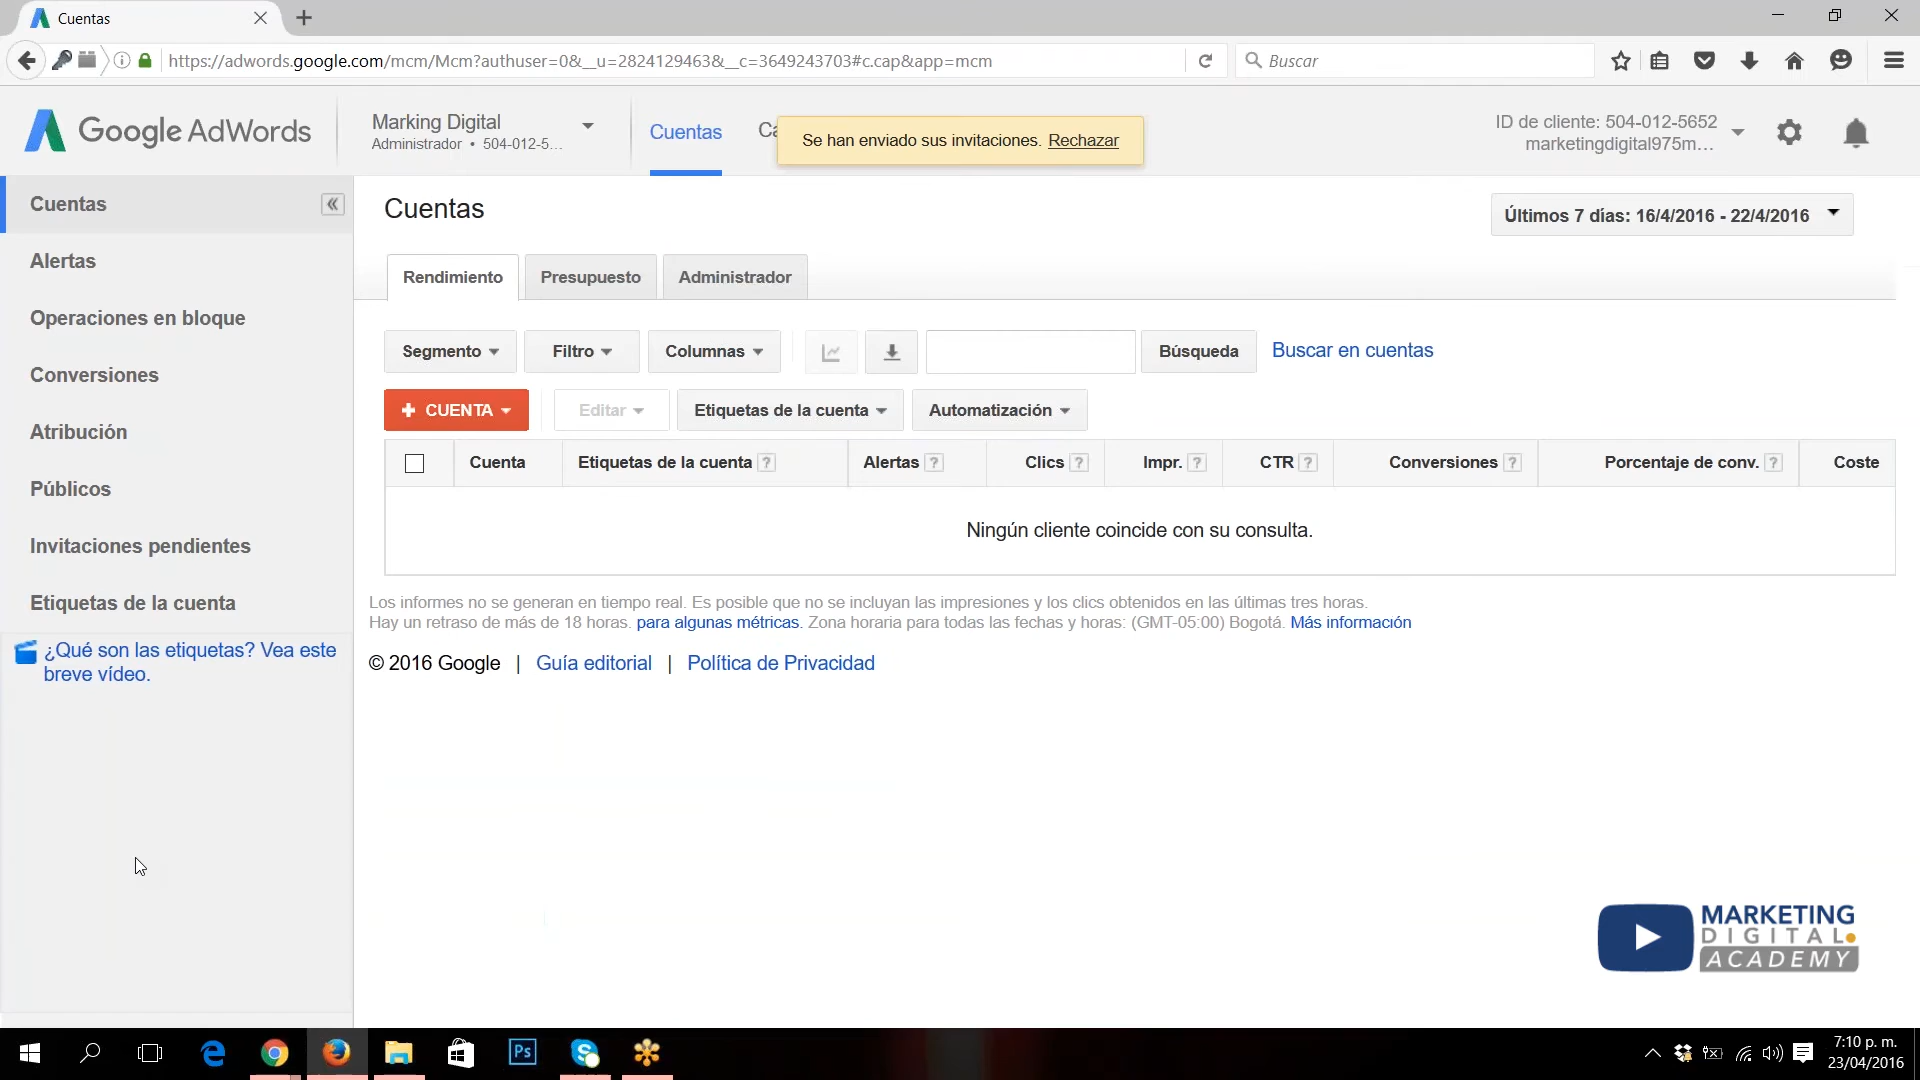 Cuentas
https://adwords.google.com/mcm/Mcm?authuser=0&__u=2824129463&__c=3649243703#c.cap&app=mcm
Buscar
Google AdWords
Marking Digital
Administrador • 504-012-5...
Cuentas
Ca
Se han enviado sus invitaciones. Rechazar
ID de cliente: 504-012-5652
marketingdigital975m...
Cuentas
Alertas
Operaciones en bloque
Conversiones
Atribución
Públicos
Invitaciones pendientes
Etiquetas de la cuenta
¿Qué son las etiquetas? Vea este
breve vídeo.
Cuentas
Últimos 7 días: 16/4/2016 - 22/4/2016
Rendimiento Presupuesto Administrador
Segmento Filtro Columnas Búsqueda Buscar en cuentas
+ CUENTA Editar Etiquetas de la cuenta Automatización
Cuenta Etiquetas de la cuenta ? Alertas ? Clics ? Impr. ? CTR ? Conversiones ? Porcentaje de conv. ? Coste
Ningún cliente coincide con su consulta.
Los informes no se generan en tiempo real. Es posible que no se incluyan las impresiones y los clics obtenidos en las últimas tres horas.
Hay un retraso de más de 18 horas. para algunas métricas. Zona horaria para todas las fechas y horas: (GMT-05:00) Bogotá. Más información
© 2016 Google | Guía editorial | Política de Privacidad
MARKETING
DIGITAL
ACADEMY
Ps
7:10 p. m.
23/04/2016